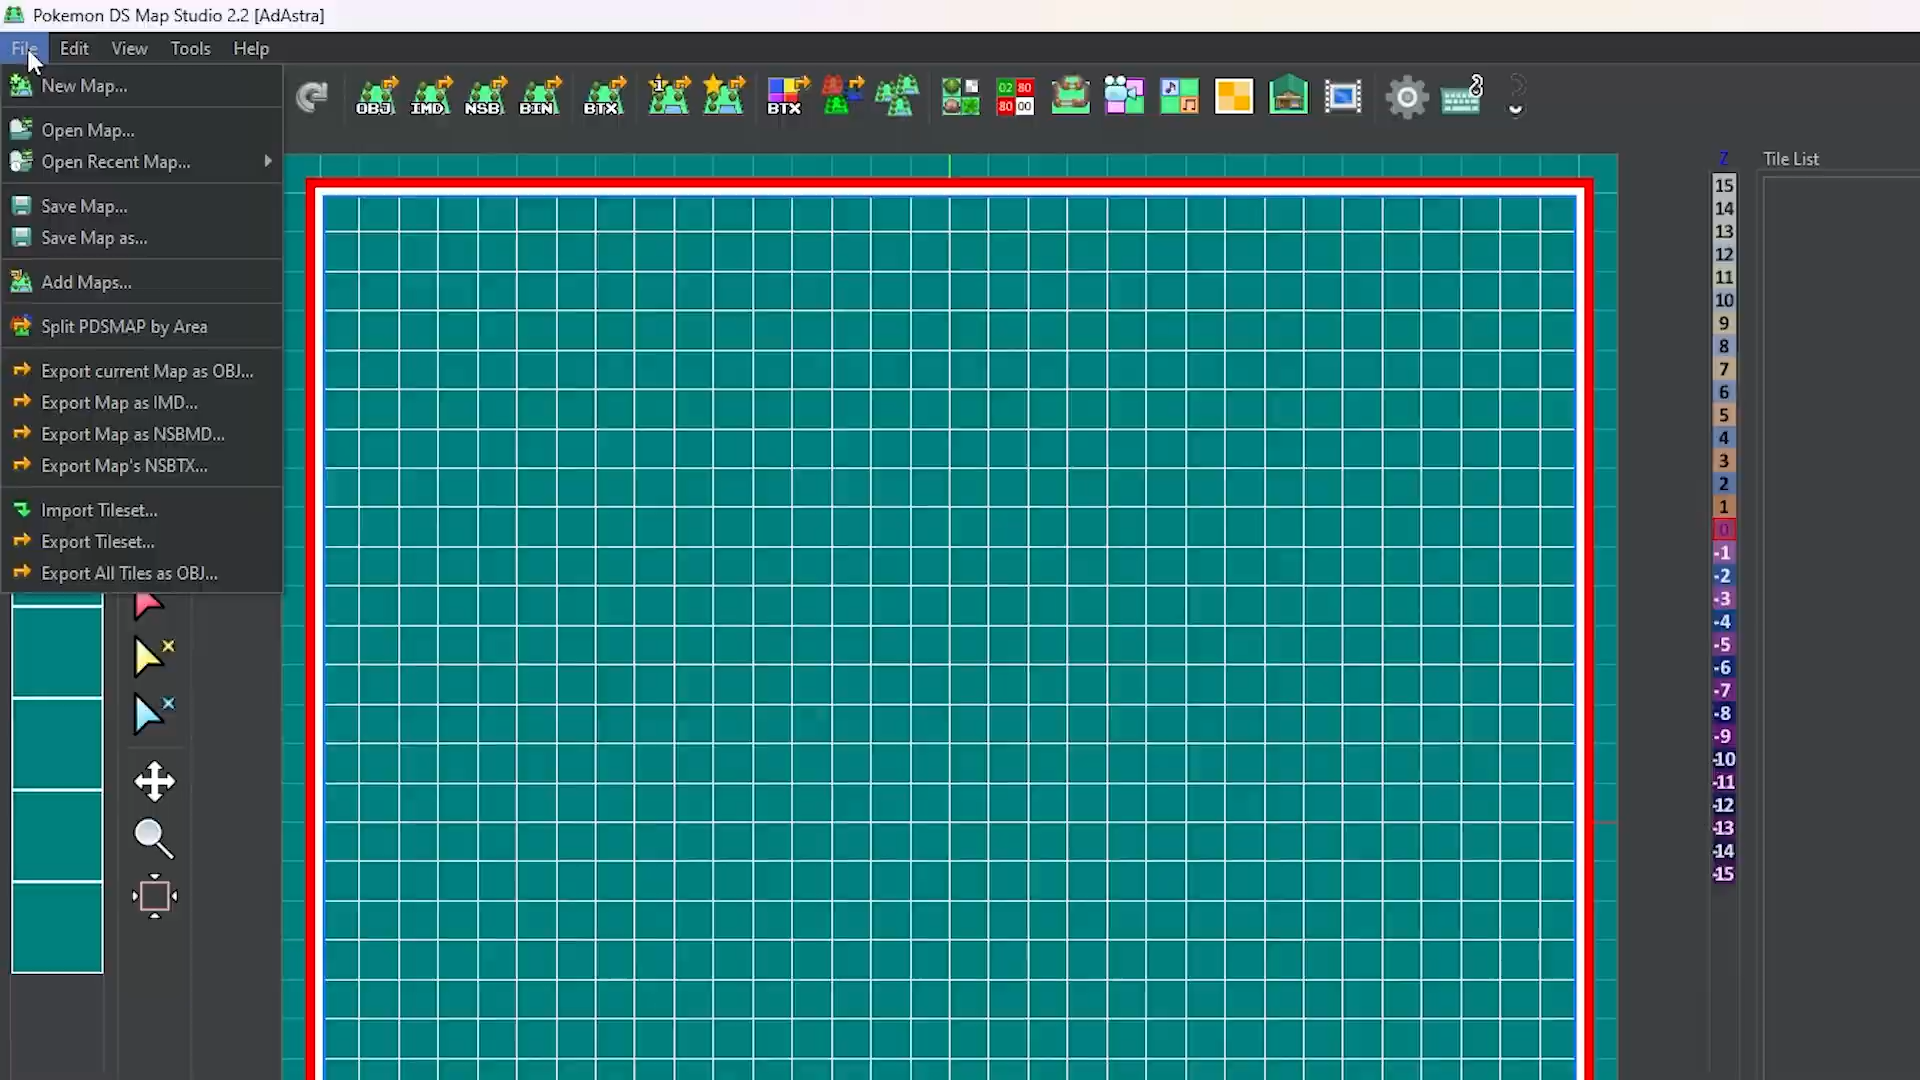 Pokemon DS Map Studio 2.2 [AdAstra]
File Edit View Tools Help
New Map...
Open Map...
Open Recent Map...
Save Map...
Save Map as...
Add Maps...
Split PDSMAP by Area
Export current Map as OBJ...
Export Map as IMD...
Export Map as NSBMD...
Export Map's NSBTX...
Import Tileset...
Export Tileset...
Export All Tiles as OBJ...
OBJ IMD NSB BIN BTX 1 BTX
02 80
80 00
Z
15
14
13
12
11
10
9
8
7
6
5
4
3
2
1
0
-1
-2
-3
-4
-5
-6
-7
-8
-9
-10
-11
-12
-13
-14
-15
Tile List